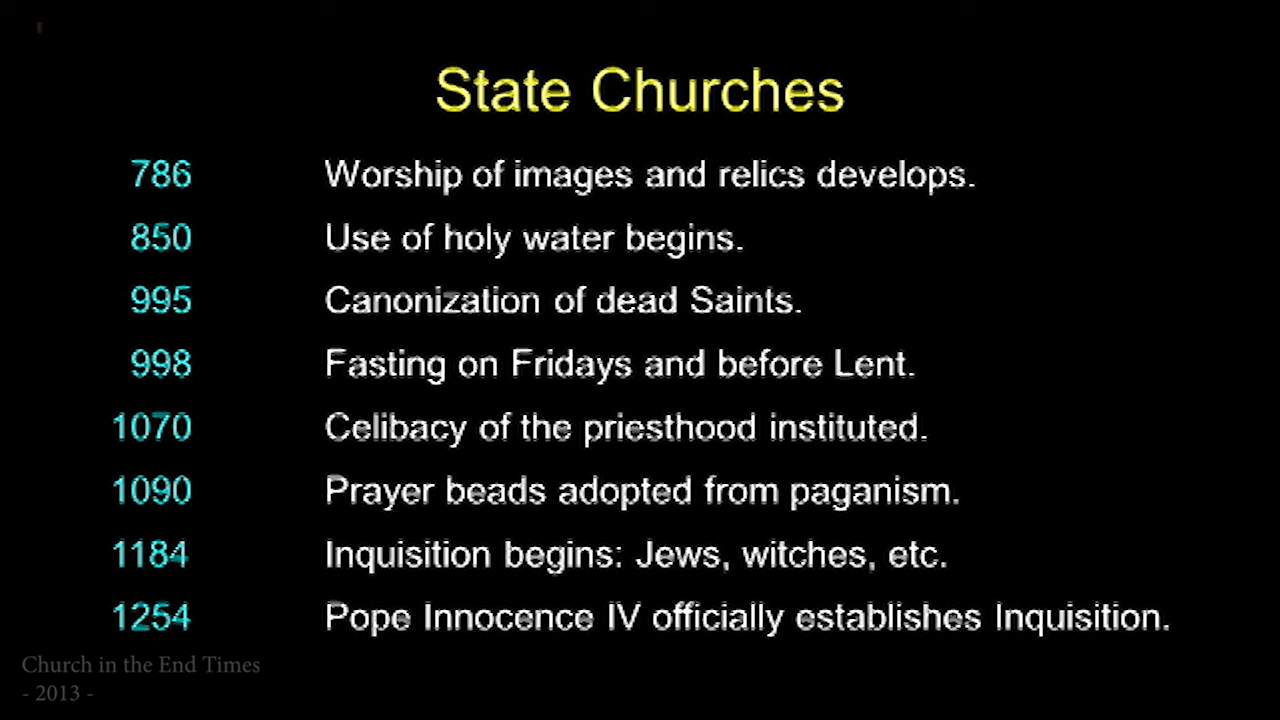 State Churches
786 Worship of images and relics develops.
850 Use of holy water begins.
995 Canonization of dead Saints.
998 Fasting on Fridays and before Lent.
1070 Celibacy of the priesthood instituted.
1090 Prayer beads adopted from paganism.
1184 Inquisition begins: Jews, witches, etc.
1254 Pope Innocence IV officially establishes Inquisition.
Church in the End Times
- 2013 -